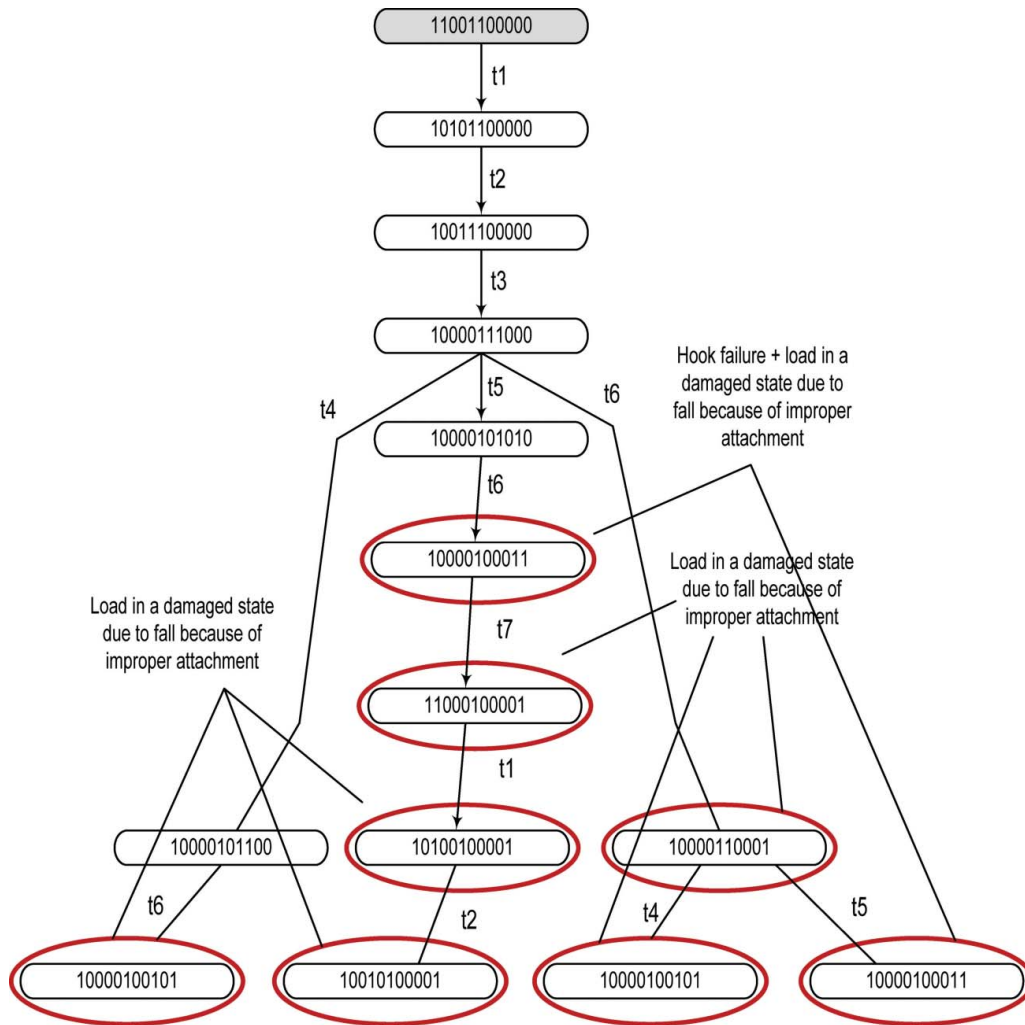 11001100000
t1
10101100000
t2
10011100000
t3
10000111000
Hook failure + load in a
damaged state due to
fall because of improper
attachment
t4
t5
t6
10000101010
t6
10000100011
Load in a damaged state
due to fall because of
improper attachment
Load in a damaged state
due to fall because of
improper attachment
t7
11000100001
t1
10000101100
10100100001
10000110001
t6
t2
t4
t5
10000100101
10010100001
10000100101
10000100011